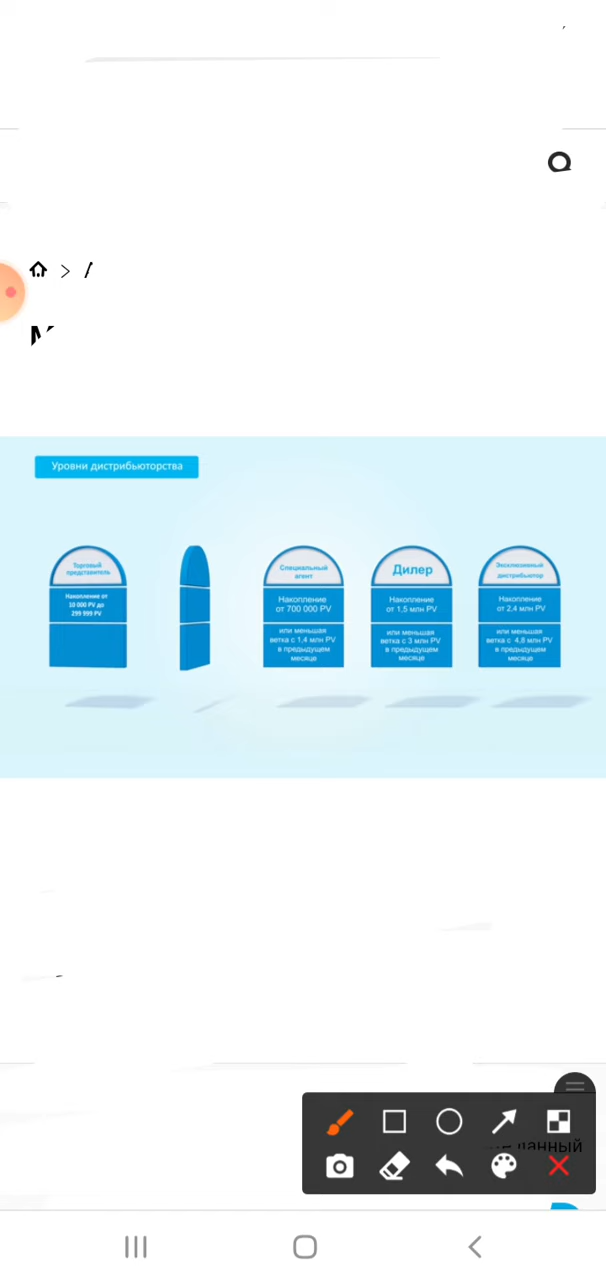 Уровни дистрибьюторства
Торговый
представитель
Накопление от
10 000 PV до
299 999 PV
Специальный
агент
Накопление
от 700 000 PV
или меньшая
ветка с 1,4 млн PV
в предыдущем
месяце
Дилер
Накопление
от 1,5 млн PV
или меньшая
ветка с 3 млн PV
в предыдущем
месяце
Эксклюзивный
дистрибьютор
Накопление
от 2,4 млн PV
или меньшая
ветка с 4,8 млн PV
в предыдущем
месяце